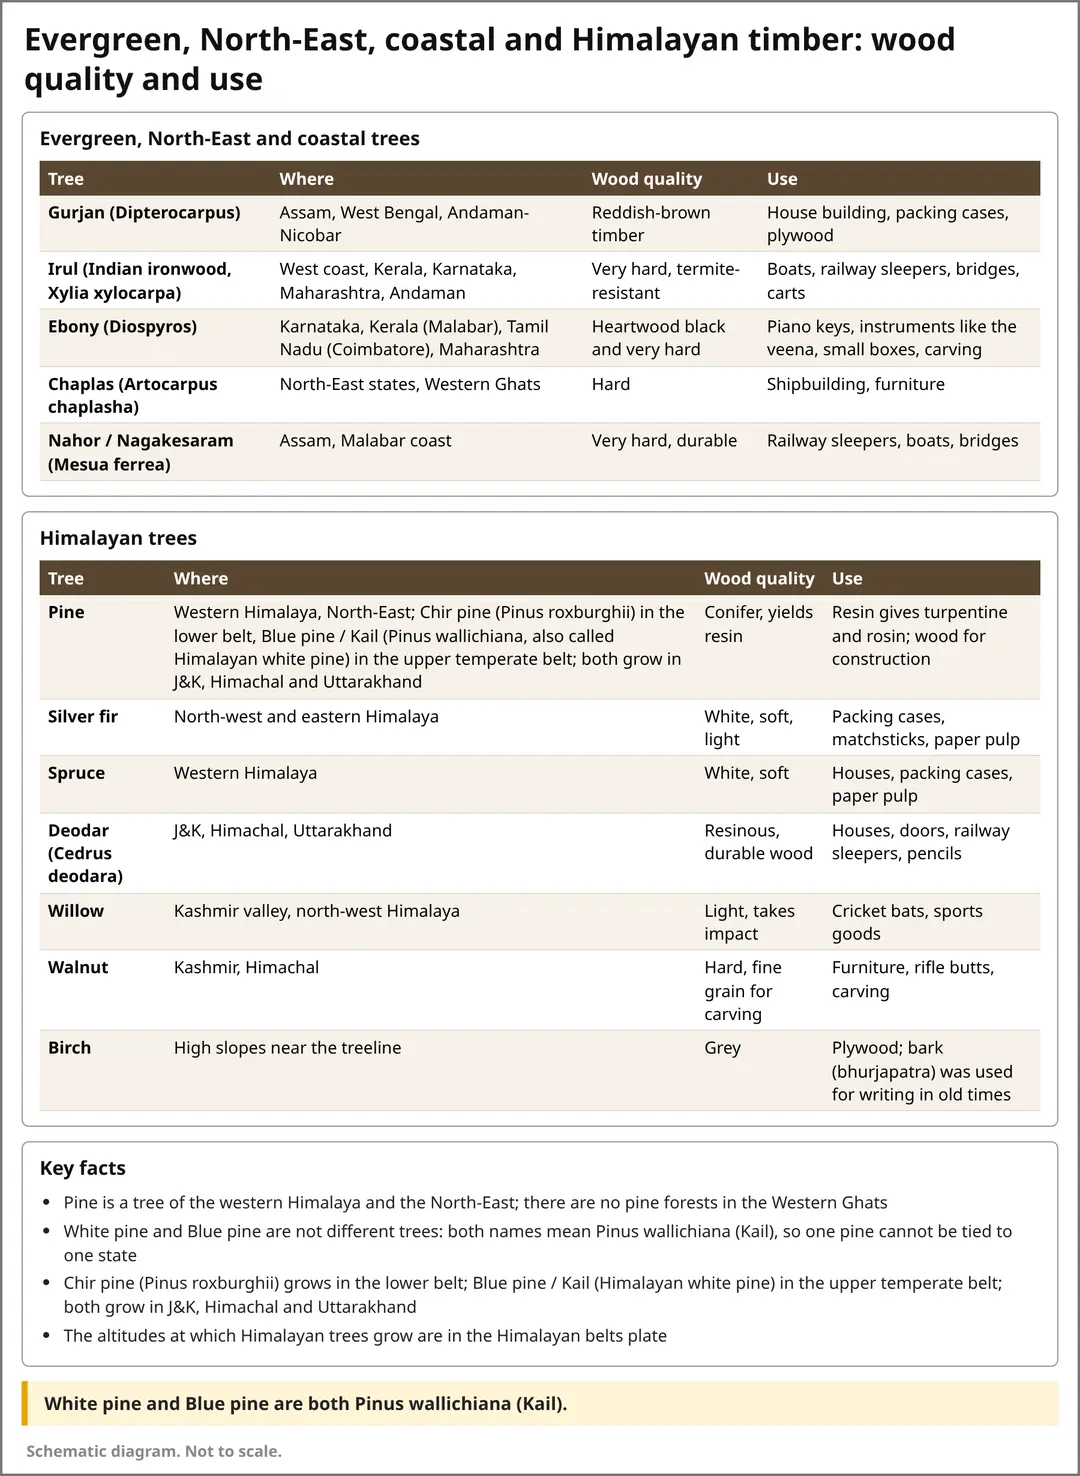 Evergreen, North-East, coastal and Himalayan timber: wood
quality and use
Evergreen, North-East and coastal trees
Tree Where Wood quality Use
Gurjan (Dipterocarpus) Assam, West Bengal, Andaman- Reddish-brown House building, packing cases,
Nicobar timber plywood
Irul (Indian ironwood, West coast, Kerala, Karnataka, Very hard, termite- Boats, railway sleepers, bridges,
Xylia xylocarpa) Maharashtra, Andaman resistant carts
Ebony (Diospyros) Karnataka, Kerala (Malabar), Tamil Heartwood black Piano keys, instruments like the
Nadu (Coimbatore), Maharashtra and very hard veena, small boxes, carving
Chaplas (Artocarpus North-East states, Western Ghats Hard Shipbuilding, furniture
chaplasha)
Nahor / Nagakesaram Assam, Malabar coast Very hard, durable Railway sleepers, boats, bridges
(Mesua ferrea)
Himalayan trees
Tree Where Wood quality Use
Pine Western Himalaya, North-East; Chir pine (Pinus roxburghii) in the Conifer, yields Resin gives turpentine
lower belt, Blue pine / Kail (Pinus wallichiana, also called resin and rosin; wood for
Himalayan white pine) in the upper temperate belt; both grow in construction
J&K, Himachal and Uttarakhand
Silver fir North-west and eastern Himalaya White, soft, Packing cases,
light matchsticks, paper pulp
Spruce Western Himalaya White, soft Houses, packing cases,
paper pulp
Deodar J&K, Himachal, Uttarakhand Resinous, Houses, doors, railway
(Cedrus durable wood sleepers, pencils
deodara)
Willow Kashmir valley, north-west Himalaya Light, takes Cricket bats, sports
impact goods
Walnut Kashmir, Himachal Hard, fine Furniture, rifle butts,
grain for carving
carving
Birch High slopes near the treeline Grey Plywood; bark
(bhurjapatra) was used
for writing in old times
Key facts
• Pine is a tree of the western Himalaya and the North-East; there are no pine forests in the Western Ghats
• White pine and Blue pine are not different trees: both names mean Pinus wallichiana (Kail), so one pine cannot be tied to
one state
• Chir pine (Pinus roxburghii) grows in the lower belt; Blue pine / Kail (Himalayan white pine) in the upper temperate belt;
both grow in J&K, Himachal and Uttarakhand
• The altitudes at which Himalayan trees grow are in the Himalayan belts plate
White pine and Blue pine are both Pinus wallichiana (Kail).
Schematic diagram. Not to scale.